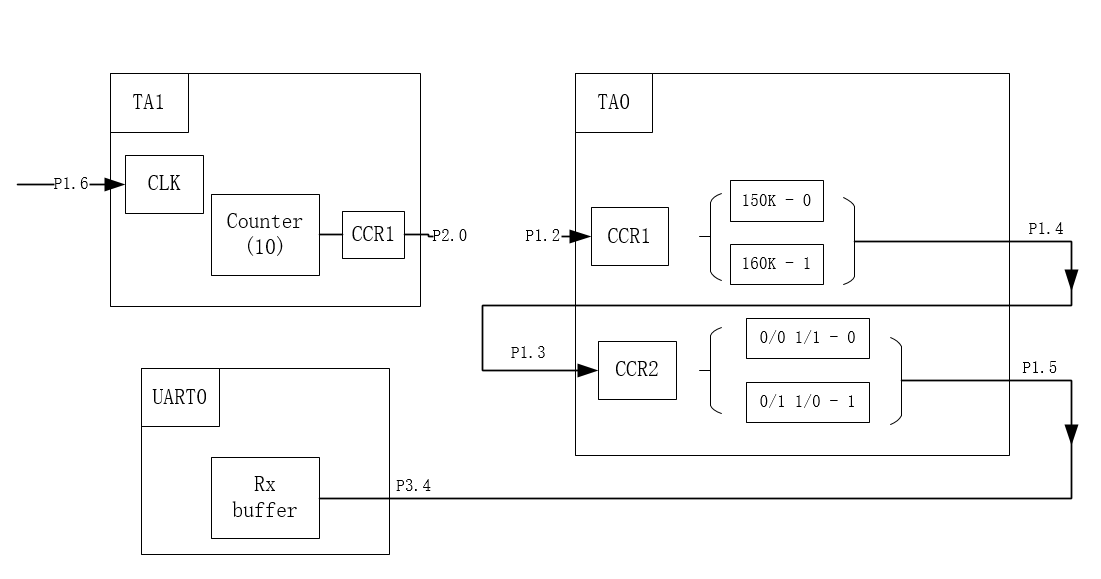 TA1
P1.6
CLK
Counter
(10)
CCR1
P2.0
TA0
P1.2
CCR1
150K - 0
160K - 1
P1.4
P1.3
CCR2
0/0 1/1 - 0
0/1 1/0 - 1
P1.5
UART0
Rx
buffer
P3.4